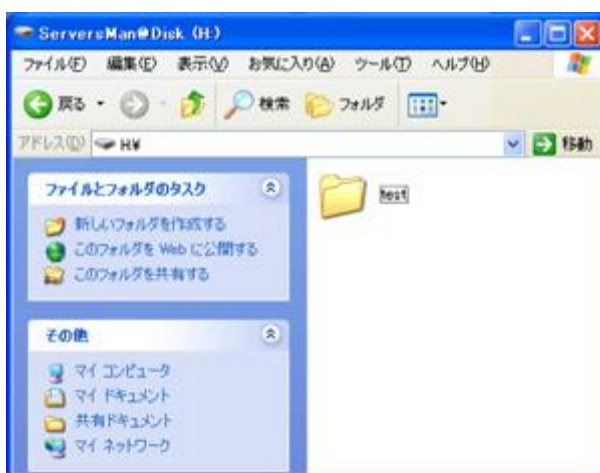 ServersMan@Disk (H:)
ファイル(F) 編集(E) 表示(V) お気に入り(A) ツール(T) ヘルプ(H)
戻る 検索 フォルダ
アドレス(D) H:¥ 移動
ファイルとフォルダのタスク
新しいフォルダを作成する
このフォルダを Web に公開する
このフォルダを共有する
test
その他
マイ コンピュータ
マイ ドキュメント
共有ドキュメント
マイ ネットワーク